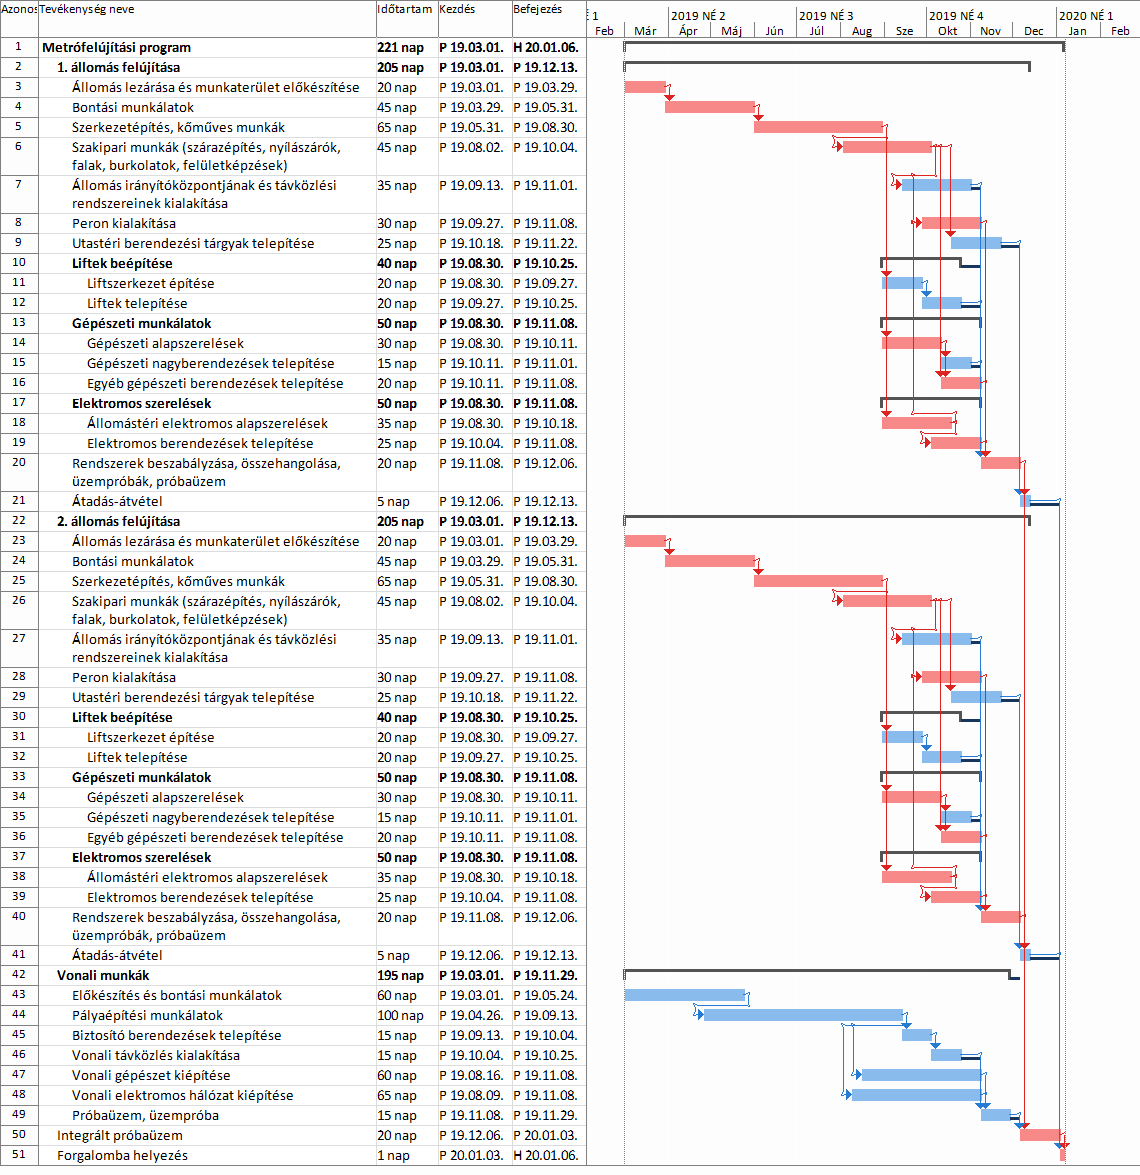 Azonos Tevékenység neve Időtartam Kezdés Befejezés É 1 2019 NÉ 2 2019 NÉ 3 2019 NÉ 4 2020 NÉ 1
Feb Már Ápr Máj Jún Júl Aug Sze Okt Nov Dec Jan Feb
1 Metrófelújítási program 221 nap P 19.03.01. H 20.01.06.
2 1. állomás felújítása 205 nap P 19.03.01. P 19.12.13.
3 Állomás lezárása és munkaterület előkészítése 20 nap P 19.03.01. P 19.03.29.
4 Bontási munkálatok 45 nap P 19.03.29. P 19.05.31.
5 Szerkezetépítés, kőműves munkák 65 nap P 19.05.31. P 19.08.30.
6 Szakipari munkák (szárazépítés, nyílászárók, 45 nap P 19.08.02. P 19.10.04.
falak, burkolatok, felületképzések)
7 Állomás irányítóközpontjának és távközlési 35 nap P 19.09.13. P 19.11.01.
rendszereinek kialakítása
8 Peron kialakítása 30 nap P 19.09.27. P 19.11.08.
9 Utastéri berendezési tárgyak telepítése 25 nap P 19.10.18. P 19.11.22.
10 Liftek beépítése 40 nap P 19.08.30. P 19.10.25.
11 Liftszerkezet építése 20 nap P 19.08.30. P 19.09.27.
12 Liftek telepítése 20 nap P 19.09.27. P 19.10.25.
13 Gépészeti munkálatok 50 nap P 19.08.30. P 19.11.08.
14 Gépészeti alapszerelések 30 nap P 19.08.30. P 19.10.11.
15 Gépészeti nagyberendezések telepítése 15 nap P 19.10.11. P 19.11.01.
16 Egyéb gépészeti berendezések telepítése 20 nap P 19.10.11. P 19.11.08.
17 Elektromos szerelések 50 nap P 19.08.30. P 19.11.08.
18 Állomástéri elektromos alapszerelések 35 nap P 19.08.30. P 19.10.18.
19 Elektromos berendezések telepítése 25 nap P 19.10.04. P 19.11.08.
20 Rendszerek beszabályzása, összehangolása, 20 nap P 19.11.08. P 19.12.06.
üzempróbák, próbaüzem
21 Átadás-átvétel 5 nap P 19.12.06. P 19.12.13.
22 2. állomás felújítása 205 nap P 19.03.01. P 19.12.13.
23 Állomás lezárása és munkaterület előkészítése 20 nap P 19.03.01. P 19.03.29.
24 Bontási munkálatok 45 nap P 19.03.29. P 19.05.31.
25 Szerkezetépítés, kőműves munkák 65 nap P 19.05.31. P 19.08.30.
26 Szakipari munkák (szárazépítés, nyílászárók, 45 nap P 19.08.02. P 19.10.04.
falak, burkolatok, felületképzések)
27 Állomás irányítóközpontjának és távközlési 35 nap P 19.09.13. P 19.11.01.
rendszereinek kialakítása
28 Peron kialakítása 30 nap P 19.09.27. P 19.11.08.
29 Utastéri berendezési tárgyak telepítése 25 nap P 19.10.18. P 19.11.22.
30 Liftek beépítése 40 nap P 19.08.30. P 19.10.25.
31 Liftszerkezet építése 20 nap P 19.08.30. P 19.09.27.
32 Liftek telepítése 20 nap P 19.09.27. P 19.10.25.
33 Gépészeti munkálatok 50 nap P 19.08.30. P 19.11.08.
34 Gépészeti alapszerelések 30 nap P 19.08.30. P 19.10.11.
35 Gépészeti nagyberendezések telepítése 15 nap P 19.10.11. P 19.11.01.
36 Egyéb gépészeti berendezések telepítése 20 nap P 19.10.11. P 19.11.08.
37 Elektromos szerelések 50 nap P 19.08.30. P 19.11.08.
38 Állomástéri elektromos alapszerelések 35 nap P 19.08.30. P 19.10.18.
39 Elektromos berendezések telepítése 25 nap P 19.10.04. P 19.11.08.
40 Rendszerek beszabályzása, összehangolása, 20 nap P 19.11.08. P 19.12.06.
üzempróbák, próbaüzem
41 Átadás-átvétel 5 nap P 19.12.06. P 19.12.13.
42 Vonali munkák 195 nap P 19.03.01. P 19.11.29.
43 Előkészítés és bontási munkálatok 60 nap P 19.03.01. P 19.05.24.
44 Pályaépítési munkálatok 100 nap P 19.04.26. P 19.09.13.
45 Biztosító berendezések telepítése 15 nap P 19.09.13. P 19.10.04.
46 Vonali távközlés kialakítása 15 nap P 19.10.04. P 19.10.25.
47 Vonali gépészet kiépítése 60 nap P 19.08.16. P 19.11.08.
48 Vonali elektromos hálózat kiépítése 65 nap P 19.08.09. P 19.11.08.
49 Próbaüzem, üzempróba 15 nap P 19.11.08. P 19.11.29.
50 Integrált próbaüzem 20 nap P 19.12.06. P 20.01.03.
51 Forgalomba helyezés 1 nap P 20.01.03. H 20.01.06.